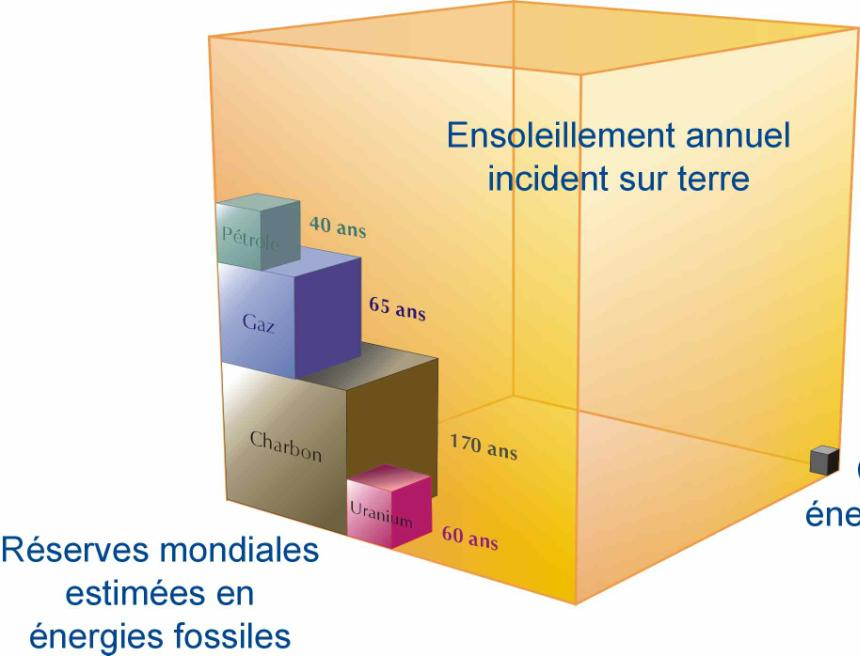 Ensoleillement annuel
incident sur terre
Pétrole
40 ans
Gaz
65 ans
Charbon
170 ans
Uranium
60 ans
Réserves mondiales
estimées en
énergies fossiles